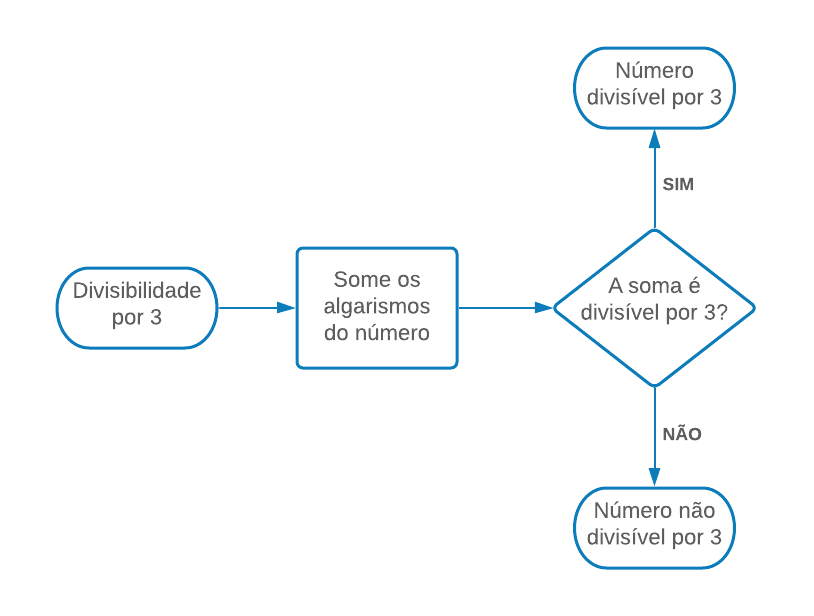 Divisibilidade
por 3
Some os
algarismos
do número
A soma é
divisível por 3?
SIM
Número
divisível por 3
NÃO
Número não
divisível por 3